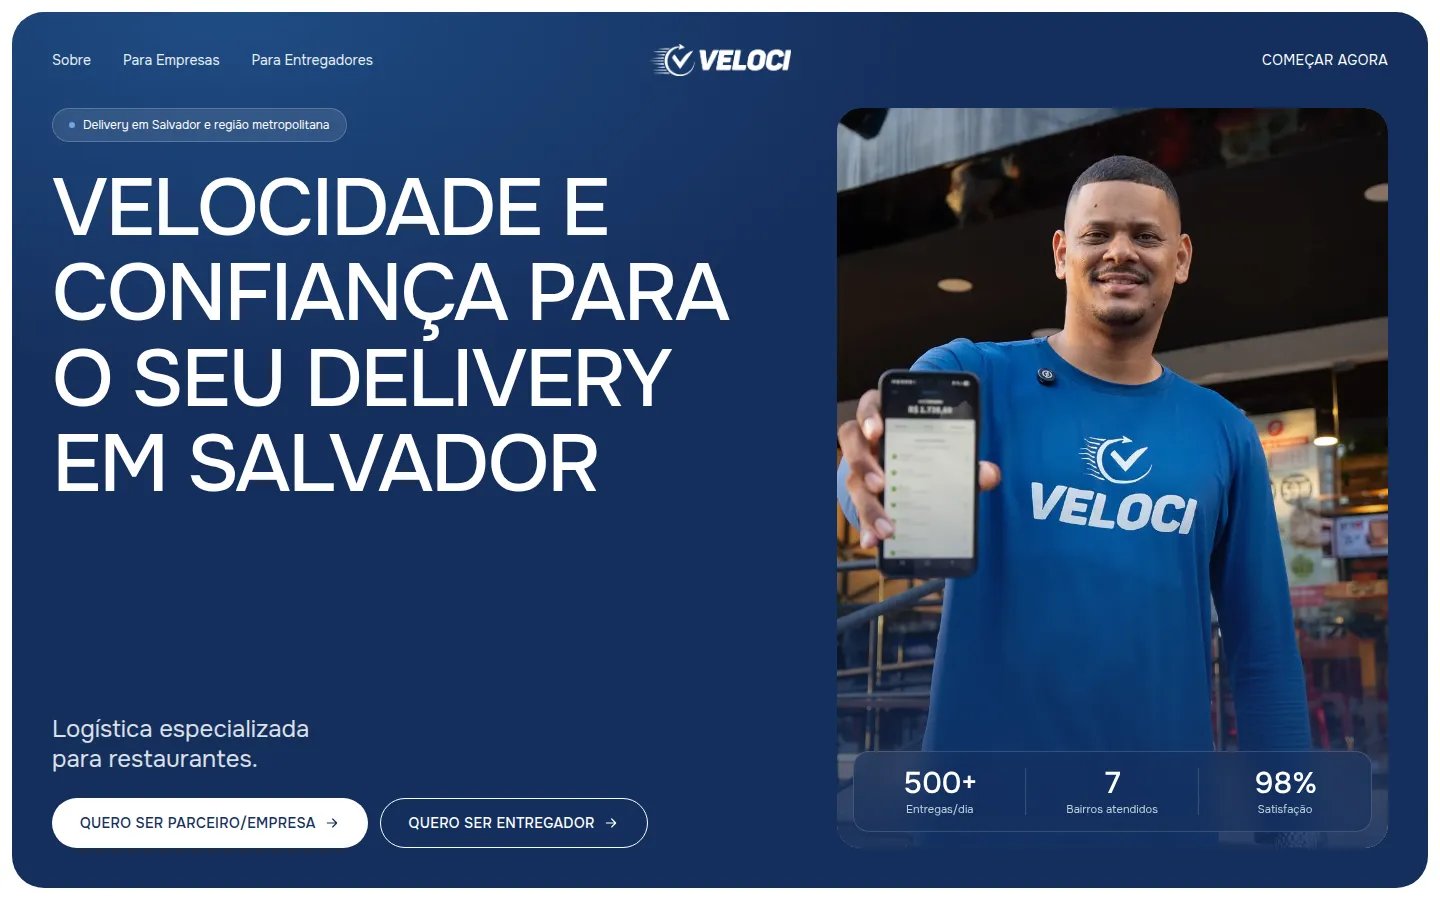 Sobre
Para Empresas
Para Entregadores
VELOCI
COMEÇAR AGORA
Delivery em Salvador e região metropolitana
VELOCIDADE E
CONFIANÇA PARA
O SEU DELIVERY
EM SALVADOR
Logística especializada
para restaurantes.
QUERO SER PARCEIRO/EMPRESA →
QUERO SER ENTREGADOR →
VELOCI
500+
Entregas/dia
7
Bairros atendidos
98%
Satisfação